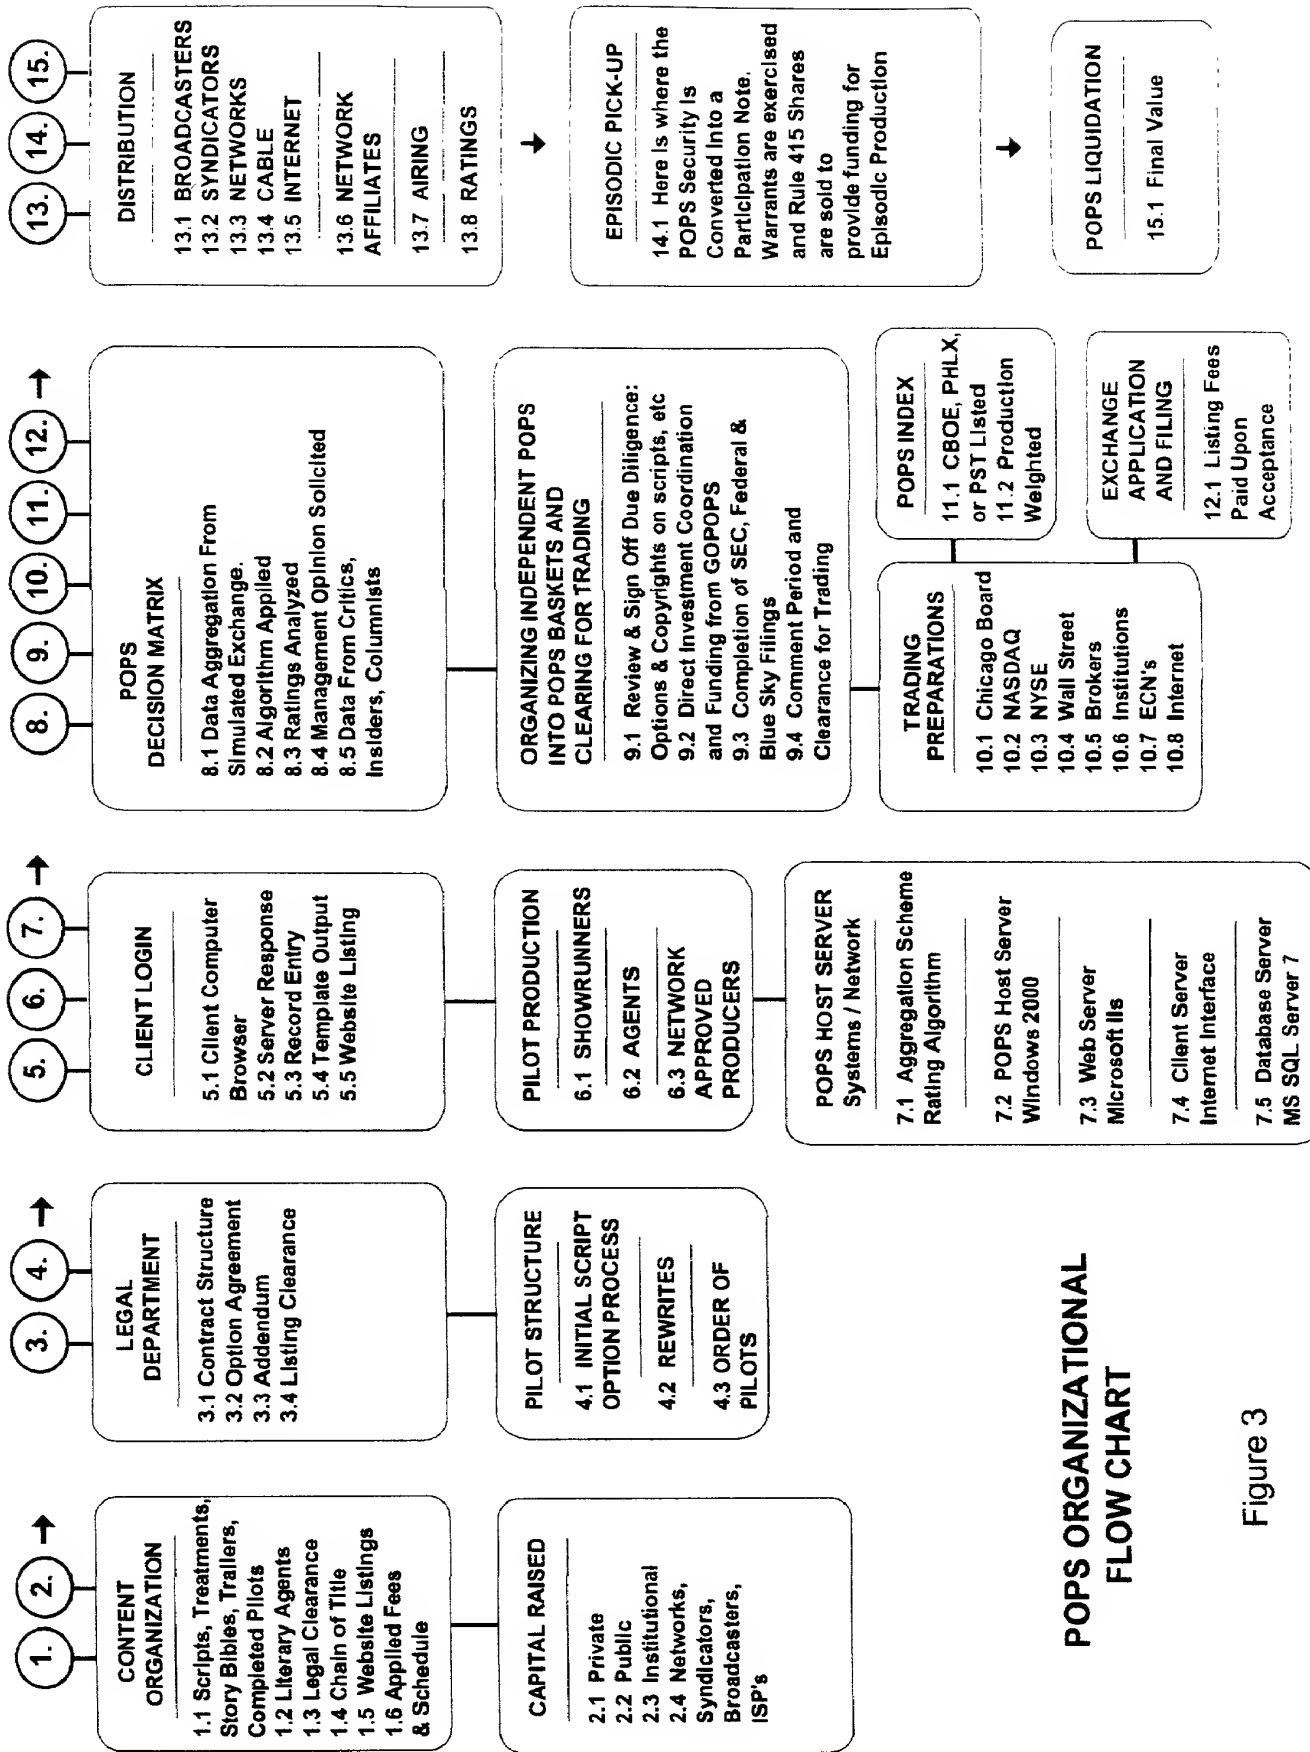 1.
2.
CONTENT
ORGANIZATION
1.1 Scripts, Treatments,
Story Bibles, Trailers,
Completed Pilots
1.2 Literary Agents
1.3 Legal Clearance
1.4 Chain of Title
1.5 Website Listings
1.6 Applied Fees
& Schedule
CAPITAL RAISED
2.1 Private
2.2 Public
2.3 Institutional
2.4 Networks,
Syndicators,
Broadcasters,
ISP's
3.
4.
LEGAL
DEPARTMENT
3.1 Contract Structure
3.2 Option Agreement
3.3 Addendum
3.4 Listing Clearance
PILOT STRUCTURE
4.1 INITIAL SCRIPT
OPTION PROCESS
4.2 REWRITES
4.3 ORDER OF
PILOTS
5.
6.
7.
CLIENT LOGIN
5.1 Client Computer
Browser
5.2 Server Response
5.3 Record Entry
5.4 Template Output
5.5 Website Listing
PILOT PRODUCTION
6.1 SHOWRUNNERS
6.2 AGENTS
6.3 NETWORK
APPROVED
PRODUCERS
POPS HOST SERVER
Systems / Network
7.1 Aggregation Scheme
Rating Algorithm
7.2 POPS Host Server
Windows 2000
7.3 Web Server
Microsoft IIs
7.4 Client Server
Internet Interface
7.5 Database Server
MS SQL Server 7
8.
9.
10.
11.
12.
POPS
DECISION MATRIX
8.1 Data Aggregation From
Simulated Exchange.
8.2 Algorithm Applied
8.3 Ratings Analyzed
8.4 Management Opinion Solicited
8.5 Data From Critics,
Insiders, Columnists
ORGANIZING INDEPENDENT POPS
INTO POPS BASKETS AND
CLEARING FOR TRADING
9.1 Review & Sign Off Due Diligence:
Options & Copyrights on scripts, etc
9.2 Direct Investment Coordination
and Funding from GOPOPS
9.3 Completion of SEC, Federal &
Blue Sky Filings
9.4 Comment Period and
Clearance for Trading
TRADING
PREPARATIONS
10.1 Chicago Board
10.2 NASDAQ
10.3 NYSE
10.4 Wall Street
10.5 Brokers
10.6 Institutions
10.7 ECN's
10.8 Internet
POPS INDEX
11.1 CBOE, PHLX,
or PST Listed
11.2 Production
Weighted
EXCHANGE
APPLICATION
AND FILING
12.1 Listing Fees
Paid Upon
Acceptance
13.
14.
15.
DISTRIBUTION
13.1 BROADCASTERS
13.2 SYNDICATORS
13.3 NETWORKS
13.4 CABLE
13.5 INTERNET
13.6 NETWORK
AFFILIATES
13.7 AIRING
13.8 RATINGS
EPISODIC PICK-UP
14.1 Here is where the
POPS Security Is
Converted Into a
Participation Note.
Warrants are exercised
and Rule 415 Shares
are sold to
provide funding for
Episodic Production
POPS LIQUIDATION
15.1 Final Value
POPS ORGANIZATIONAL
FLOW CHART
Figure 3